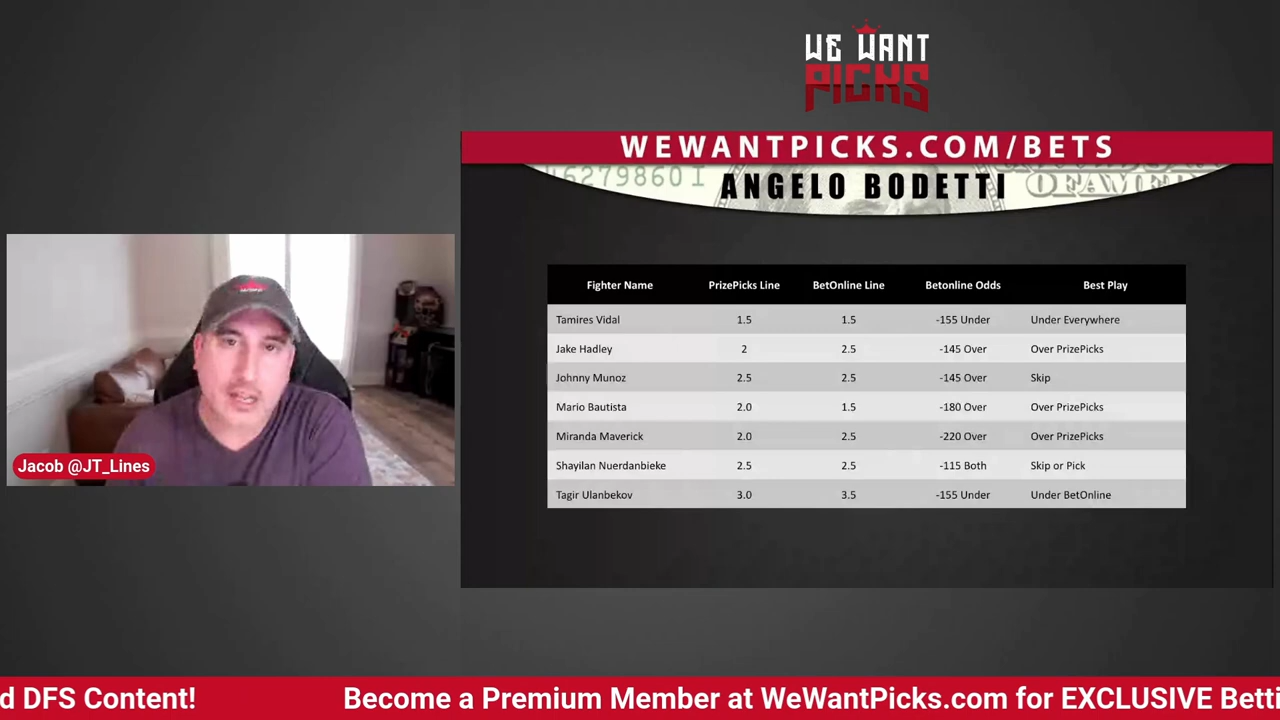 WE WANT
PICKS
WEWANTPICKS.COM/BETS
46279860 I
ANGELO BODETTI
OF AMER
Fighter Name PrizePicks Line BetOnline Line Betonline Odds Best Play
Tamires Vidal 1.5 1.5 -155 Under Under Everywhere
Jake Hadley 2 2.5 -145 Over Over PrizePicks
Johnny Munoz 2.5 2.5 -145 Over Skip
Mario Bautista 2.0 1.5 -180 Over Over PrizePicks
Miranda Maverick 2.0 2.5 -220 Over Over PrizePicks
Shayilan Nuerdanbieke 2.5 2.5 -115 Both Skip or Pick
Tagir Ulanbekov 3.0 3.5 -155 Under Under BetOnline
Jacob @JT_Lines
d DFS Content! Become a Premium Member at WeWantPicks.com for EXCLUSIVE Betti